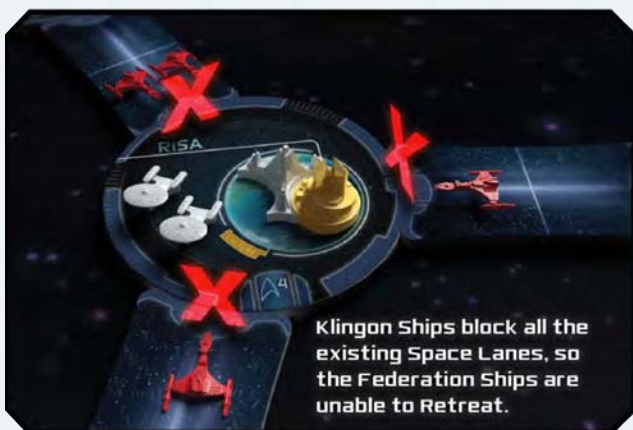 RISA
4
Klingon Ships block all the
existing Space Lanes, so
the Federation Ships are
unable to Retreat.